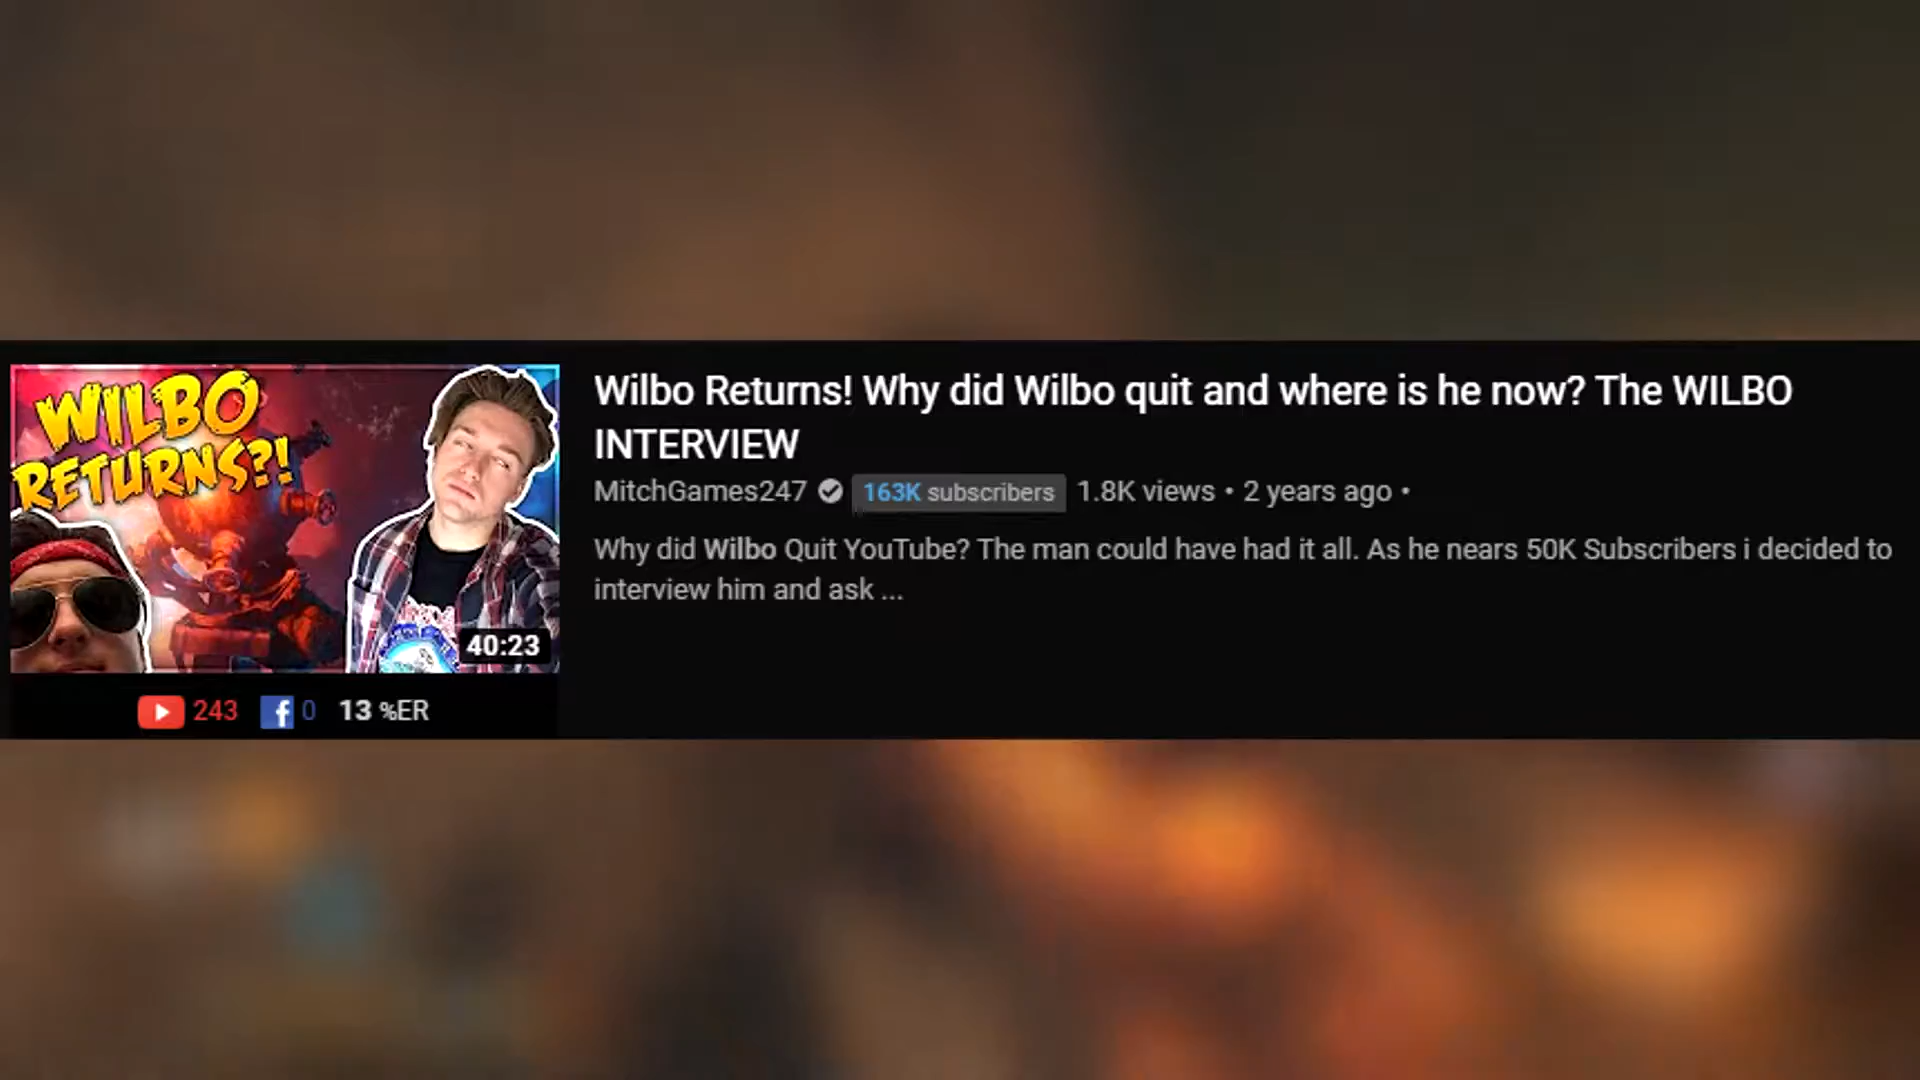 WILBO
RETURNS?!
40:23
243 f 0 13 %ER
Wilbo Returns! Why did Wilbo quit and where is he now? The WILBO
INTERVIEW
MitchGames247 163K subscribers 1.8K views • 2 years ago •
Why did Wilbo Quit YouTube? The man could have had it all. As he nears 50K Subscribers i decided to
interview him and ask ...